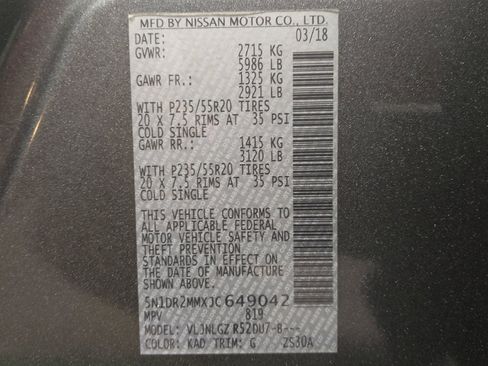 MFD BY NISSAN MOTOR CO., LTD.
DATE: 03/18
GVWR: 2715 KG
5986 LB
GAWR FR.: 1325 KG
2921 LB
WITH P235/55R20 TIRES
20 X 7.5 RIMS AT 35 PSI
COLD SINGLE
GAWR RR.: 1415 KG
3120 LB
WITH P235/55R20 TIRES
20 X 7.5 RIMS AT 35 PSI
COLD SINGLE
THIS VEHICLE CONFORMS TO
ALL APPLICABLE FEDERAL
MOTOR VEHICLE SAFETY AND
AND THEFT PREVENTION
STANDARDS IN EFFECT ON
THE DATE OF MANUFACTURE
SHOWN ABOVE.
5N1DR2MMXJC649042
MPV 819
MODEL: VLJNLGZ R52DU7-B---
COLOR: KAD TRIM: G ZS30A